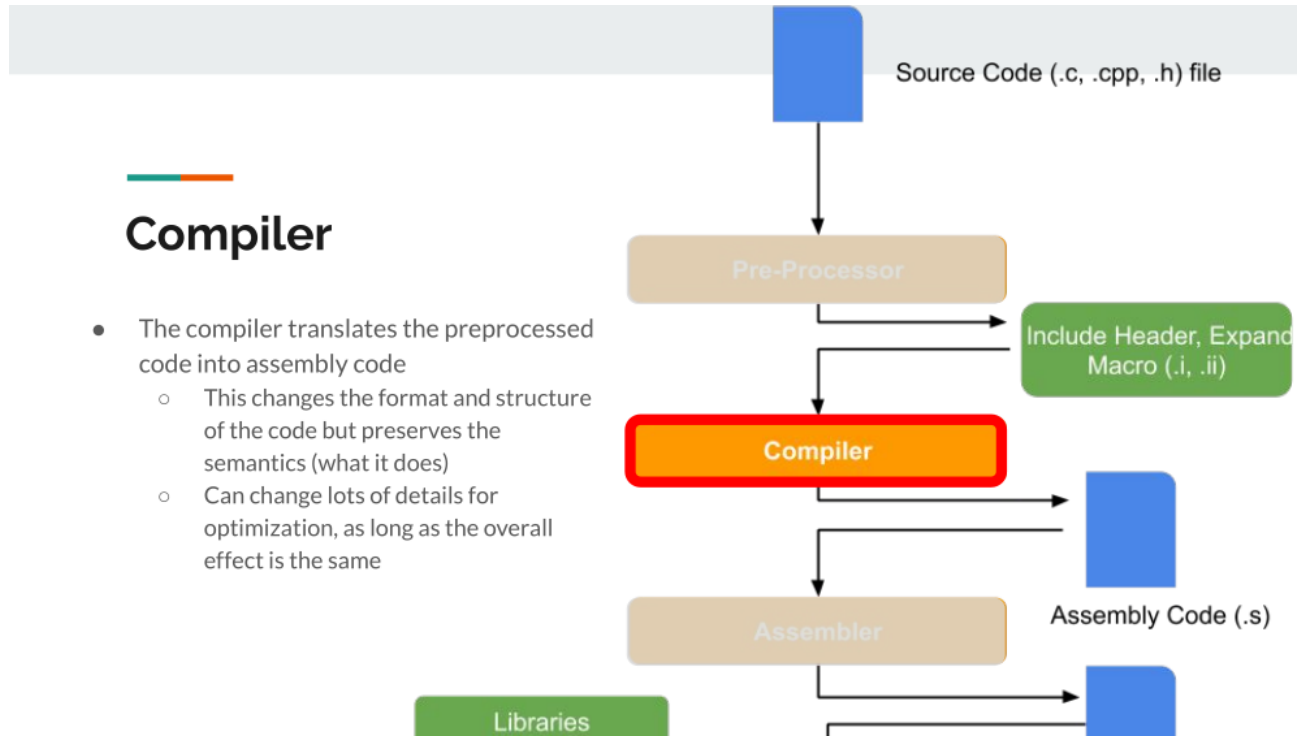 Source Code (.c, .cpp, .h) file
Compiler
● The compiler translates the preprocessed
code into assembly code
○ This changes the format and structure
of the code but preserves the
semantics (what it does)
○ Can change lots of details for
optimization, as long as the overall
effect is the same
Pre-Processor
Include Header, Expand
Macro (.i, .ii)
Compiler
Assembly Code (.s)
Assembler
Libraries